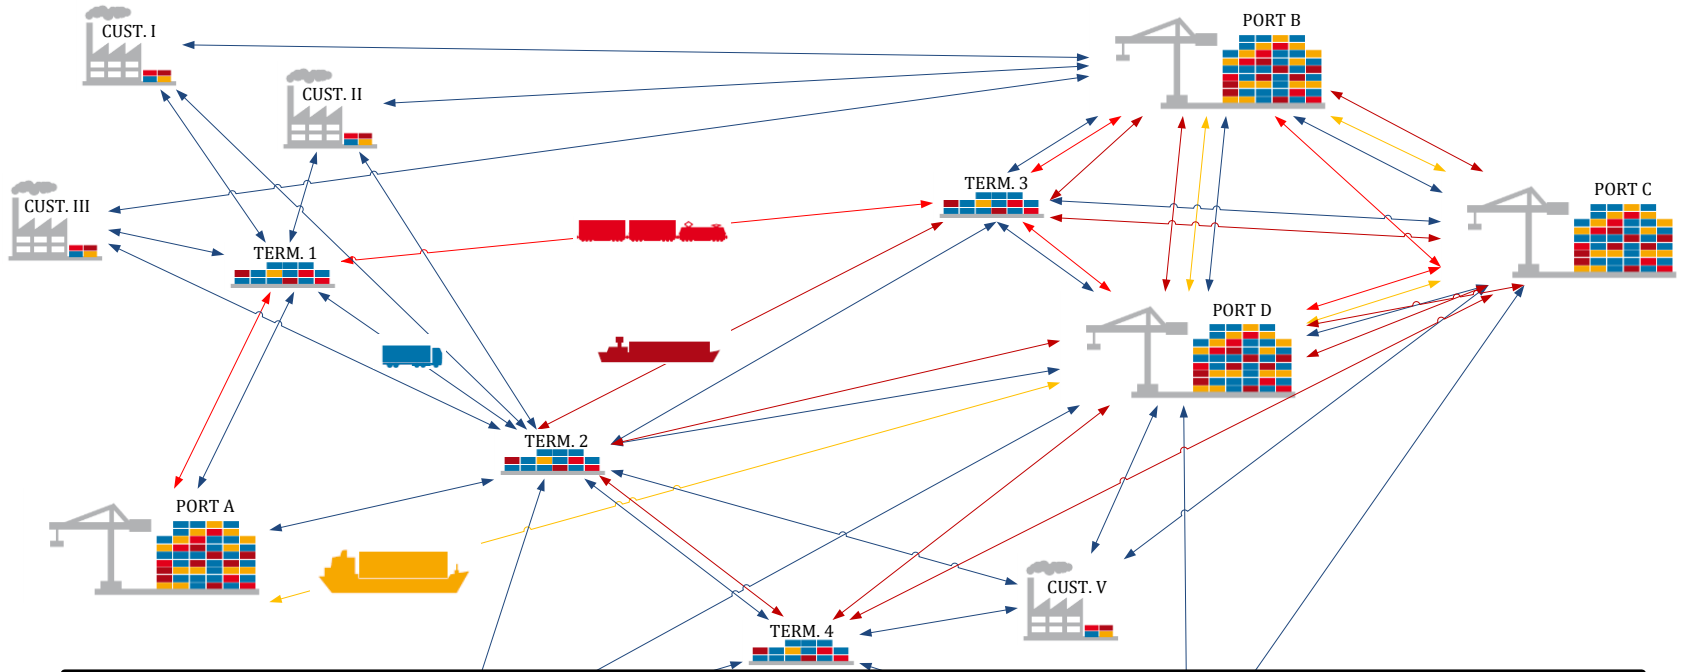 CUST. I
PORT B
CUST. II
TERM. 3
PORT C
CUST. III
TERM. 1
PORT D
TERM. 2
PORT A
CUST. V
TERM. 4